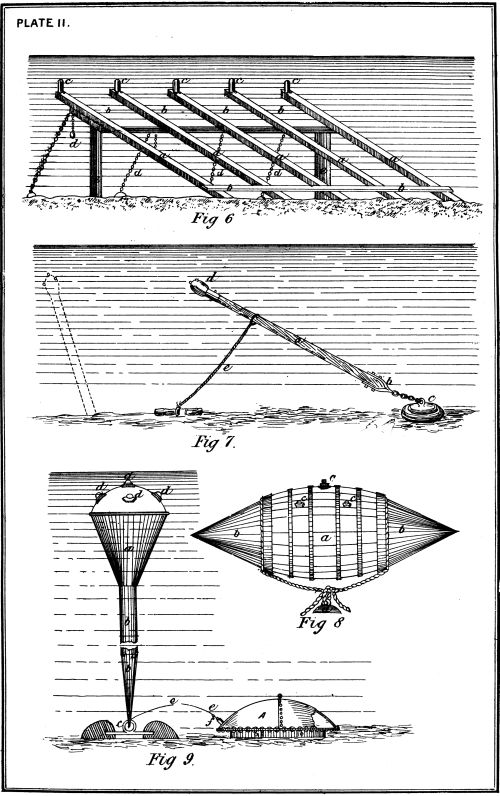 PLATE II.
c c c c c
b b b b
d a d d a a a
b b
Fig 6
d
a
e
b c
Fig 7.
d
d d d
c
c c
a
b a b
b
Fig 8
b
c g e
f A
Fig 9.